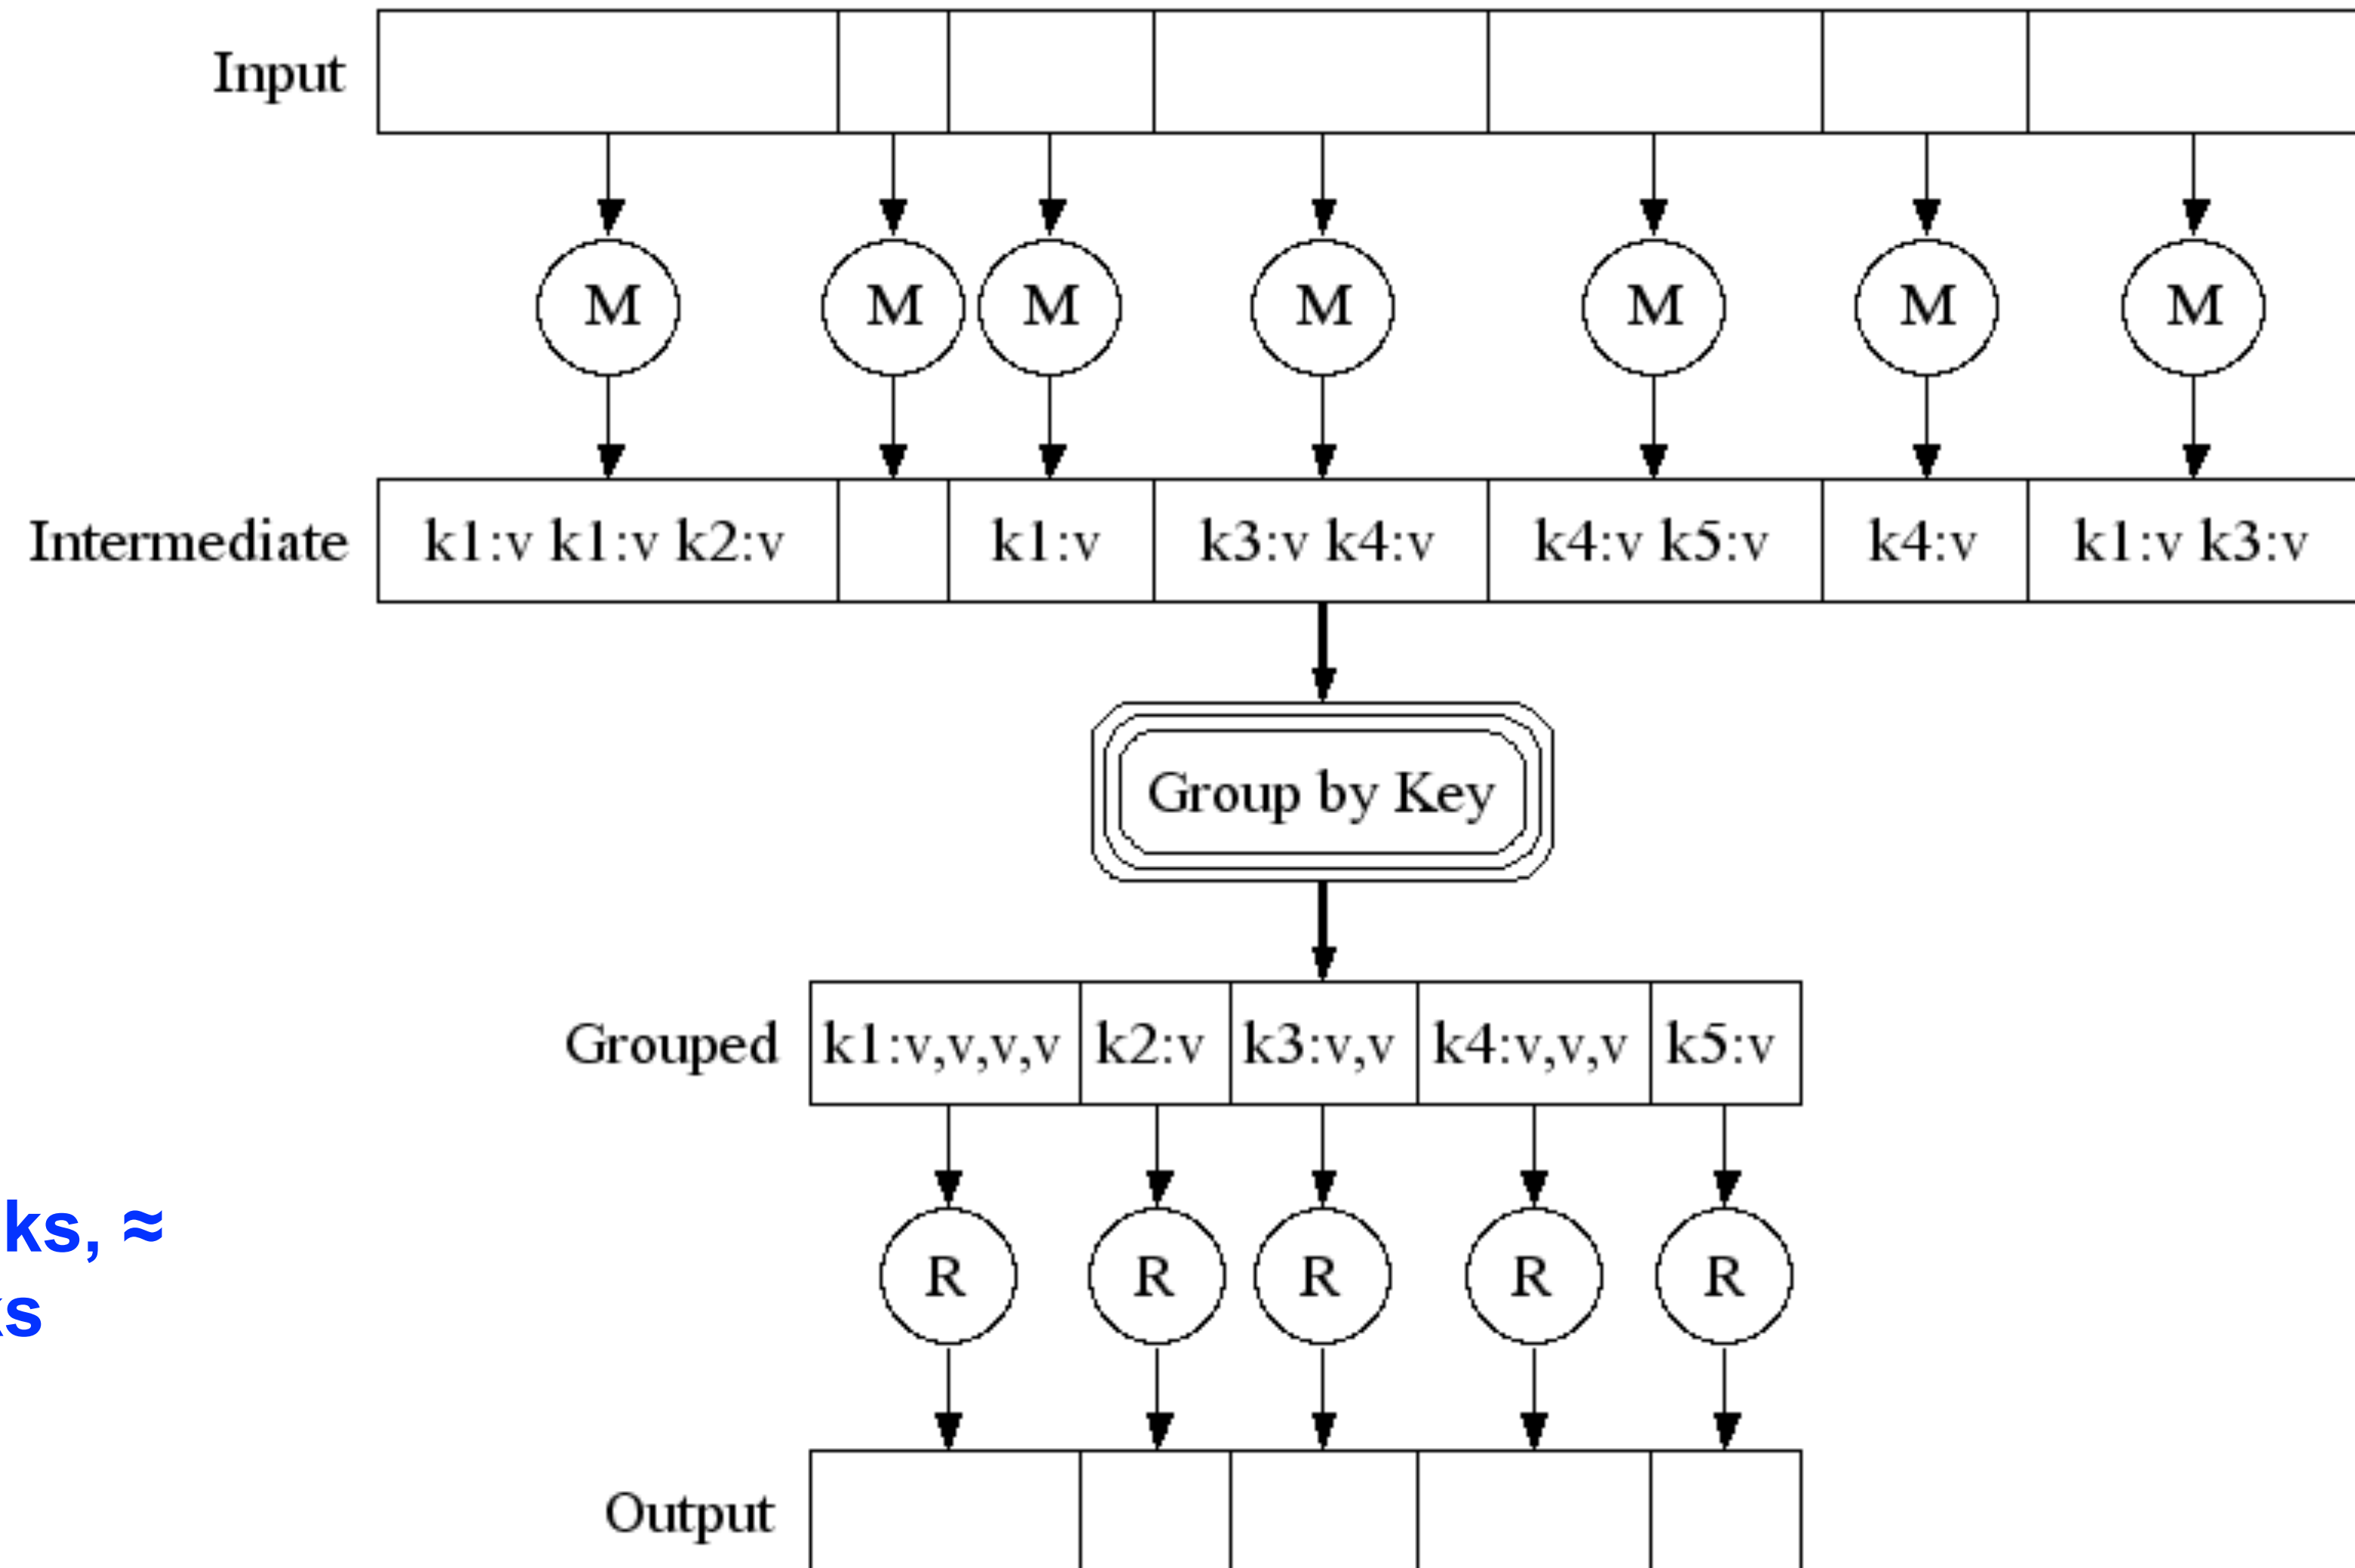 Input
M M M M M M M
Intermediate k1:v k1:v k2:v k1:v k3:v k4:v k4:v k5:v k4:v k1:v k3:v
Group by Key
Grouped k1:v,v,v,v k2:v k3:v,v k4:v,v,v k5:v
ks, ≈
s
R R R R R
Output